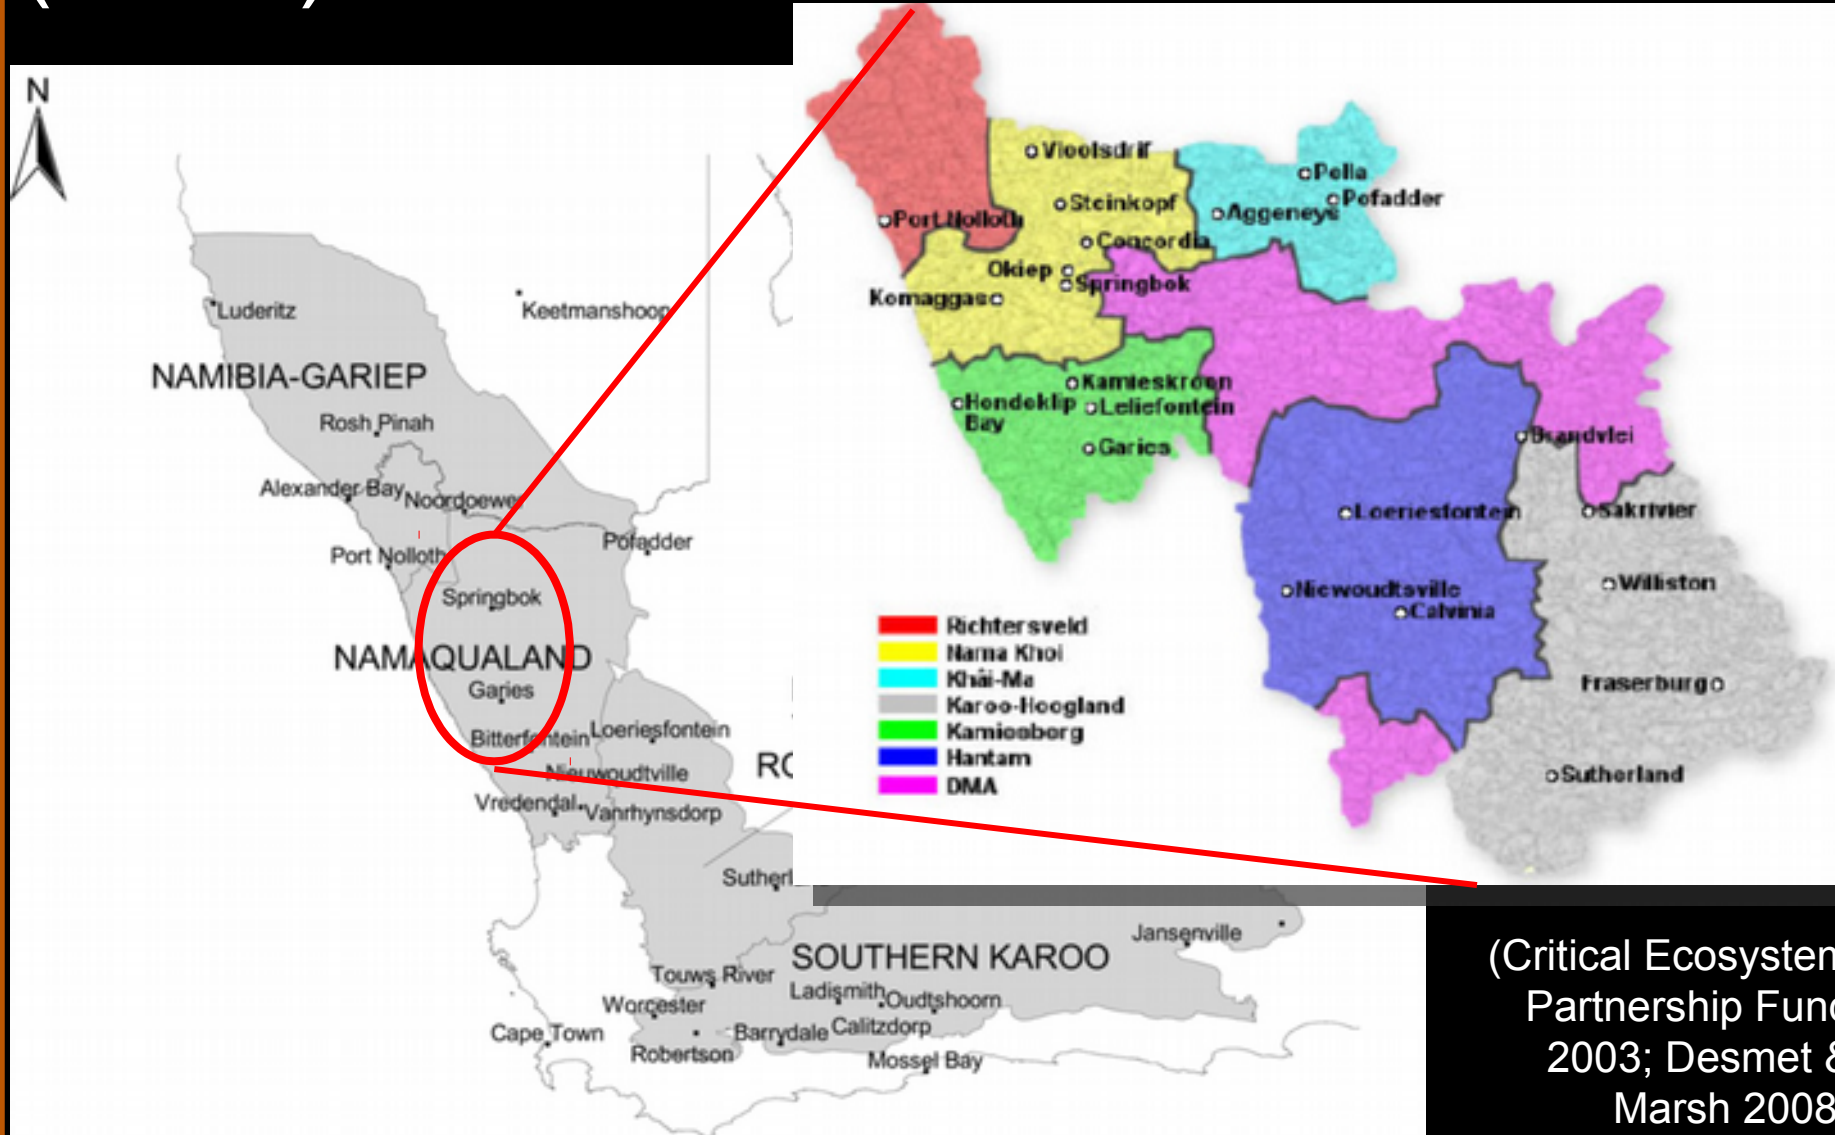 N
Luderitz
Keetmanshoop
NAMIBIA-GARIEP
Rosh Pinah
Alexander Bay
Noordoewer
Port Nolloth
Pofadder
Springbok
NAMAQUALAND
Garies
Bitterfontein
Loeriesfontein
Nieuwoudtville
Vredendal
Vanrhynsdorp
Sutherl
SOUTHERN KAROO
Jansenville
Touws River
Ladismith
Oudtshoorn
Worcester
Cape Town
Barrydale
Calitzdorp
Robertson
Mossel Bay
Vioolsdrif
Pella
Steinkopf
Pofadder
Aggeneys
Port Nolloth
Concordia
Okiep
Springbok
Komaggas
Kamieskroon
Hondeklip
Bay
Leliefontein
Garies
Brandvlei
Loeriesfontein
Sakrivier
Niewoudtsville
Williston
Calvinia
Fraserburg
Sutherland
Richtersveld
Nama Khoi
Khâi-Ma
Karoo-Hoogland
Kamiesberg
Hantam
DMA
(Critical Ecosystem
Partnership Fund
2003; Desmet &
Marsh 2008